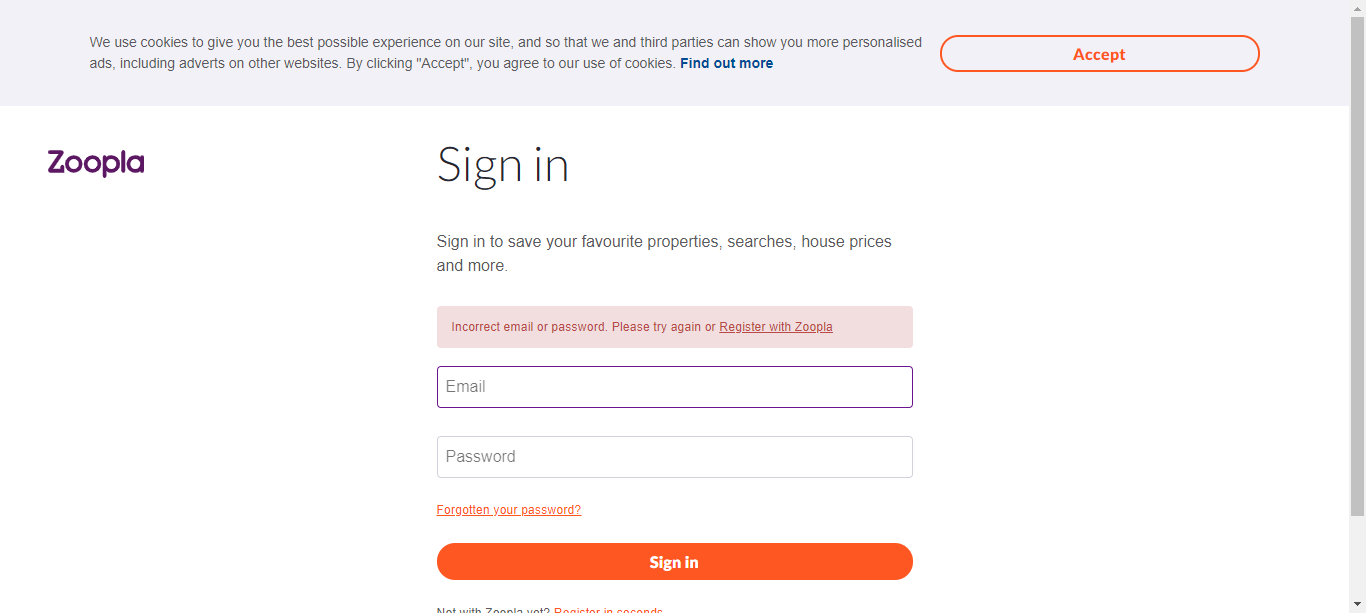 We use cookies to give you the best possible experience on our site, and so that we and third parties can show you more personalised
ads, including adverts on other websites. By clicking "Accept", you agree to our use of cookies. Find out more
Accept
Zoopla
Sign in
Sign in to save your favourite properties, searches, house prices
and more.
Incorrect email or password. Please try again or Register with Zoopla
Email
Password
Forgotten your password?
Sign in
Not with Zoopla yet? Register in seconds